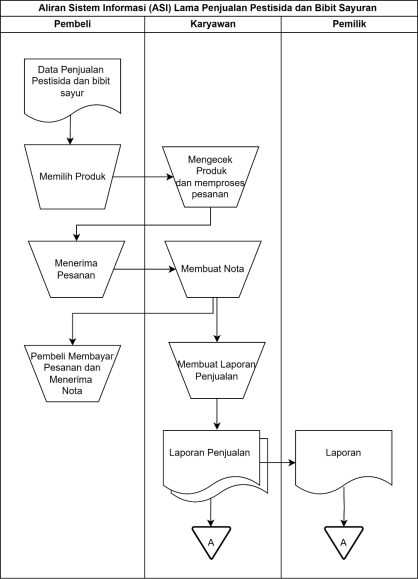 Aliran Sistem Informasi (ASI) Lama Penjualan Pestisida dan Bibit Sayuran
Pembeli
Karyawan
Pemilik
Data Penjualan
Pestisida dan bibit
sayur
Memilih Produk
Mengecek
Produk
dan memproses
pesanan
Menerima
Pesanan
Membuat Nota
Pembeli Membayar
Pesanan dan
Menerima
Nota
Membuat Laporan
Penjualan
Laporan Penjualan
Laporan
A
A